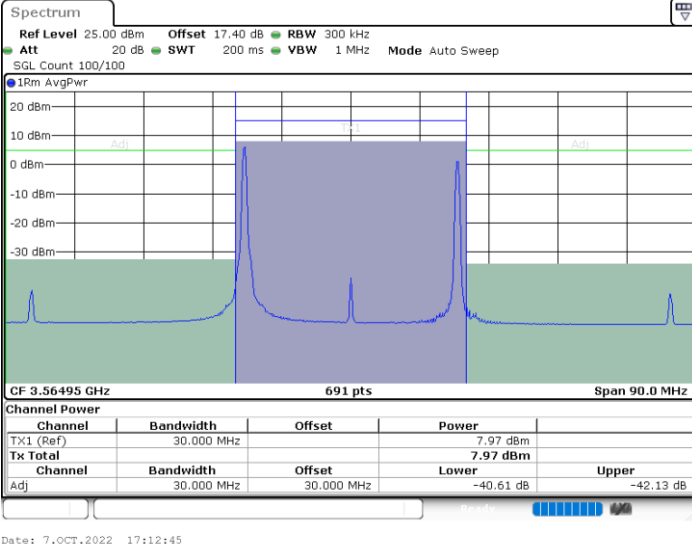 Spectrum
Ref Level 25.00 dBm Offset 17.40 dB RBW 300 kHz
Att 20 dB SWT 200 ms VBW 1 MHz Mode Auto Sweep
SGL Count 100/100
1Rm AvgPwr
20 dBm
TX1
10 dBm
Adj Adj
0 dBm
-10 dBm
-20 dBm
-30 dBm
CF 3.56495 GHz 691 pts Span 90.0 MHz
Channel Power
Channel Bandwidth Offset Power
TX1 (Ref) 30.000 MHz 7.97 dBm
Tx Total 7.97 dBm
Channel Bandwidth Offset Lower Upper
Adj 30.000 MHz 30.000 MHz -40.61 dB -42.13 dB
Ready
Date: 7.OCT.2022 17:12:45